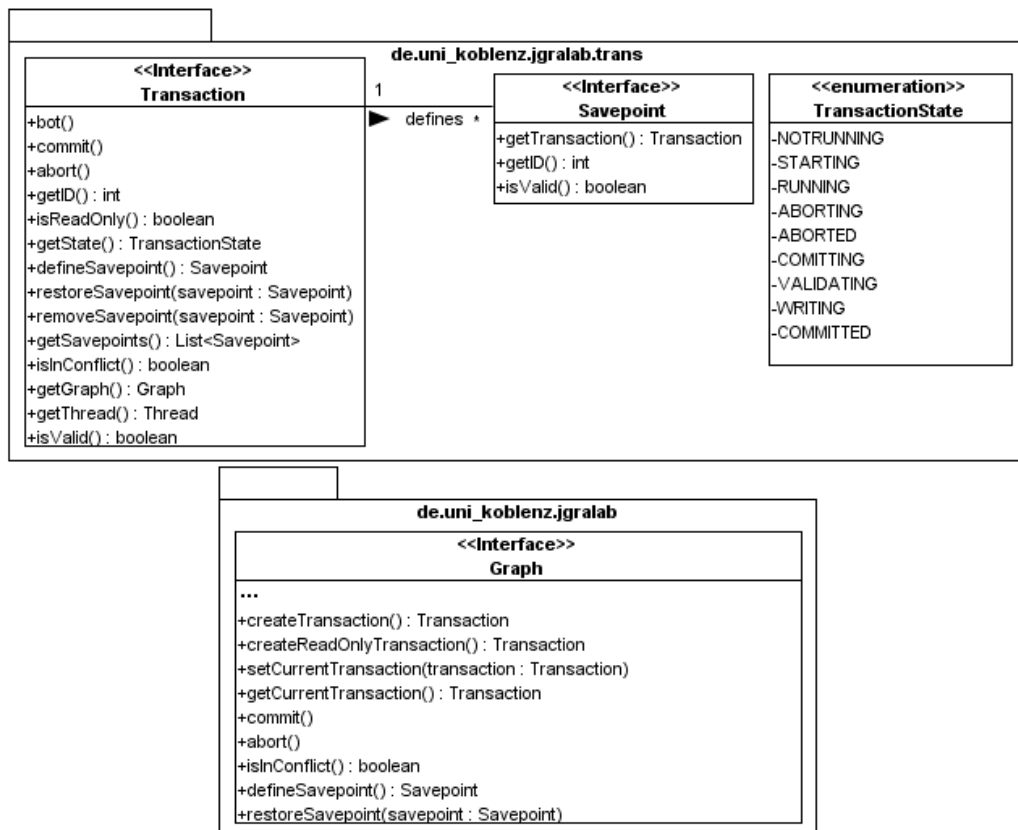 de.uni_koblenz.jgralab.trans
<<Interface>>
Transaction
+bot()
+commit()
+abort()
+getID() : int
+isReadOnly() : boolean
+getState() : TransactionState
+defineSavepoint() : Savepoint
+restoreSavepoint(savepoint : Savepoint)
+removeSavepoint(savepoint : Savepoint)
+getSavepoints() : List<Savepoint>
+isInConflict() : boolean
+getGraph() : Graph
+getThread() : Thread
+isValid() : boolean
1
defines *
<<Interface>>
Savepoint
+getTransaction() : Transaction
+getID() : int
+isValid() : boolean
<<enumeration>>
TransactionState
-NOTRUNNING
-STARTING
-RUNNING
-ABORTING
-ABORTED
-COMITTING
-VALIDATING
-WRITING
-COMMITTED
de.uni_koblenz.jgralab
<<Interface>>
Graph
...
+createTransaction() : Transaction
+createReadOnlyTransaction() : Transaction
+setCurrentTransaction(transaction : Transaction)
+getCurrentTransaction() : Transaction
+commit()
+abort()
+isInConflict() : boolean
+defineSavepoint() : Savepoint
+restoreSavepoint(savepoint : Savepoint)